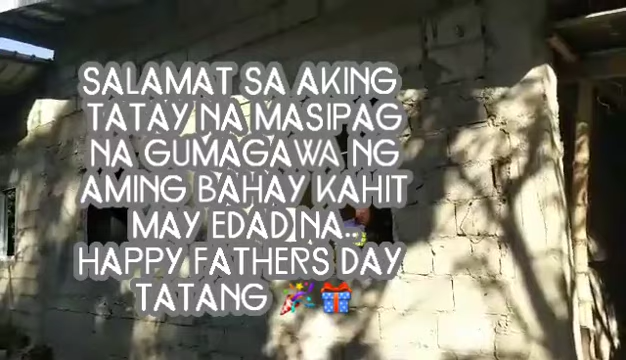 SALAMAT SA AKING
TATAY NA MASIPAG
NA GUMAGAWA NG
AMING BAHAY KAHIT
MAY EDAD NA..
HAPPY FATHERS DAY
TATANG 🎉🎁